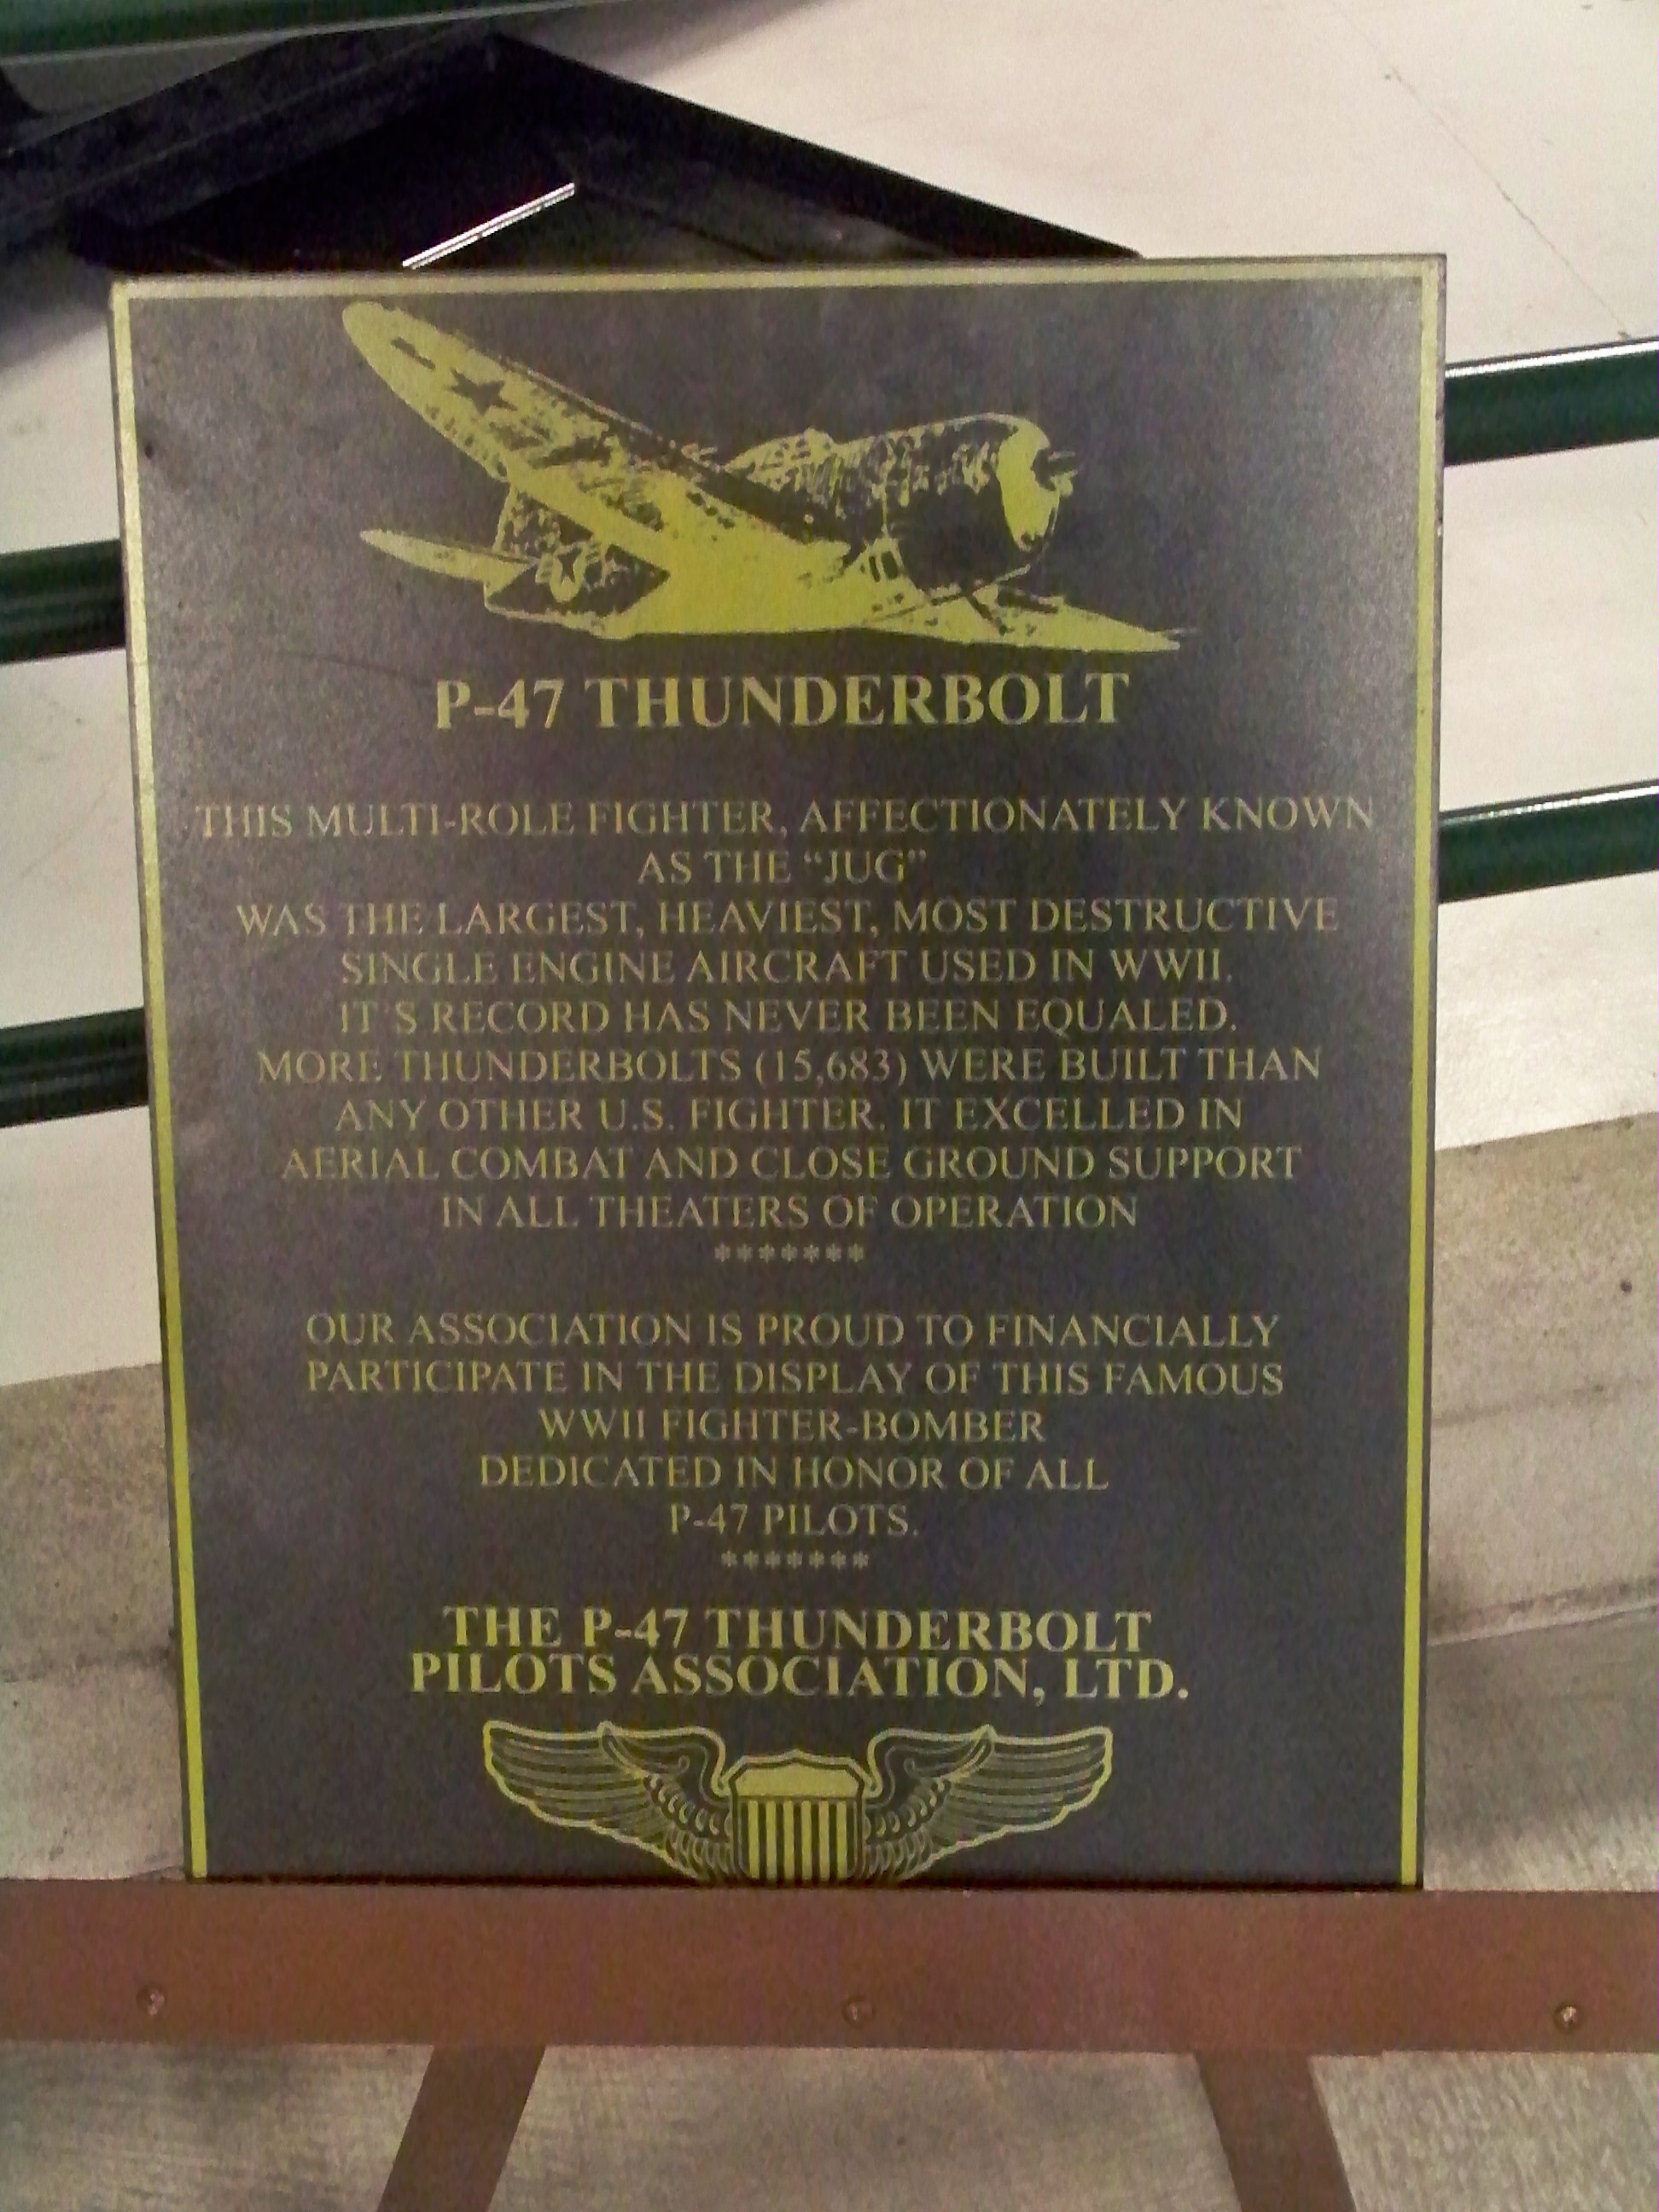 P-47 THUNDERBOLT
THIS MULTI-ROLE FIGHTER, AFFECTIONATELY KNOWN
AS THE “JUG”
WAS THE LARGEST, HEAVIEST, MOST DESTRUCTIVE
SINGLE ENGINE AIRCRAFT USED IN WWII.
IT'S RECORD HAS NEVER BEEN EQUALED.
MORE THUNDERBOLTS (15,683) WERE BUILT THAN
ANY OTHER U.S. FIGHTER. IT EXCELLED IN
AERIAL COMBAT AND CLOSE GROUND SUPPORT
IN ALL THEATERS OF OPERATION
*******
OUR ASSOCIATION IS PROUD TO FINANCIALLY
PARTICIPATE IN THE DISPLAY OF THIS FAMOUS
WWII FIGHTER-BOMBER
DEDICATED IN HONOR OF ALL
P-47 PILOTS.
*******
THE P-47 THUNDERBOLT
PILOTS ASSOCIATION, LTD.